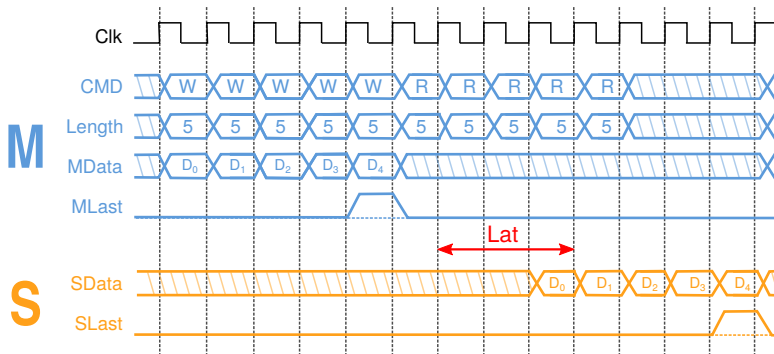 Clk
CMD W W W W W R R R R R
M
Length 5 5 5 5 5 5 5 5 5 5
MData D₀ D₁ D₂ D₃ D₄
MLast
Lat
S
SData D₀ D₁ D₂ D₃ D₄
SLast